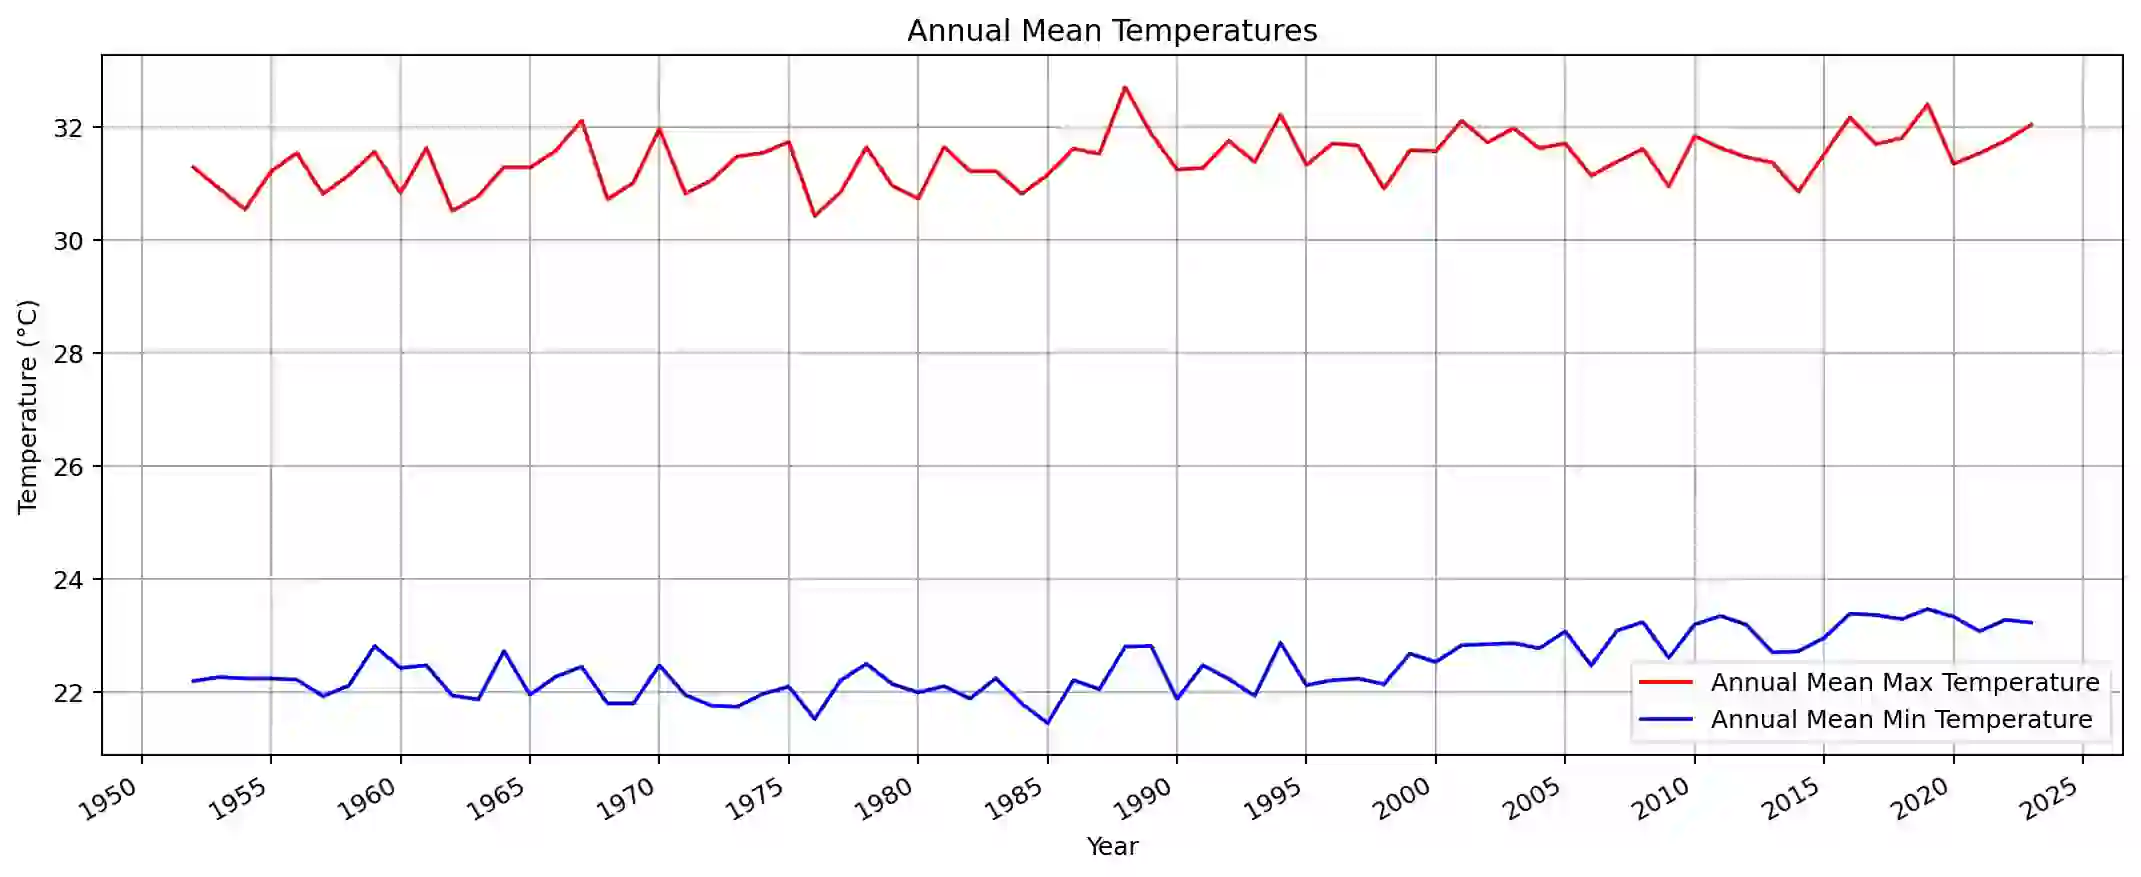 Annual Mean Temperatures
Temperature (°C)
32
30
28
26
24
22
Annual Mean Max Temperature
Annual Mean Min Temperature
1950 1955 1960 1965 1970 1975 1980 1985 1990 1995 2000 2005 2010 2015 2020 2025
Year